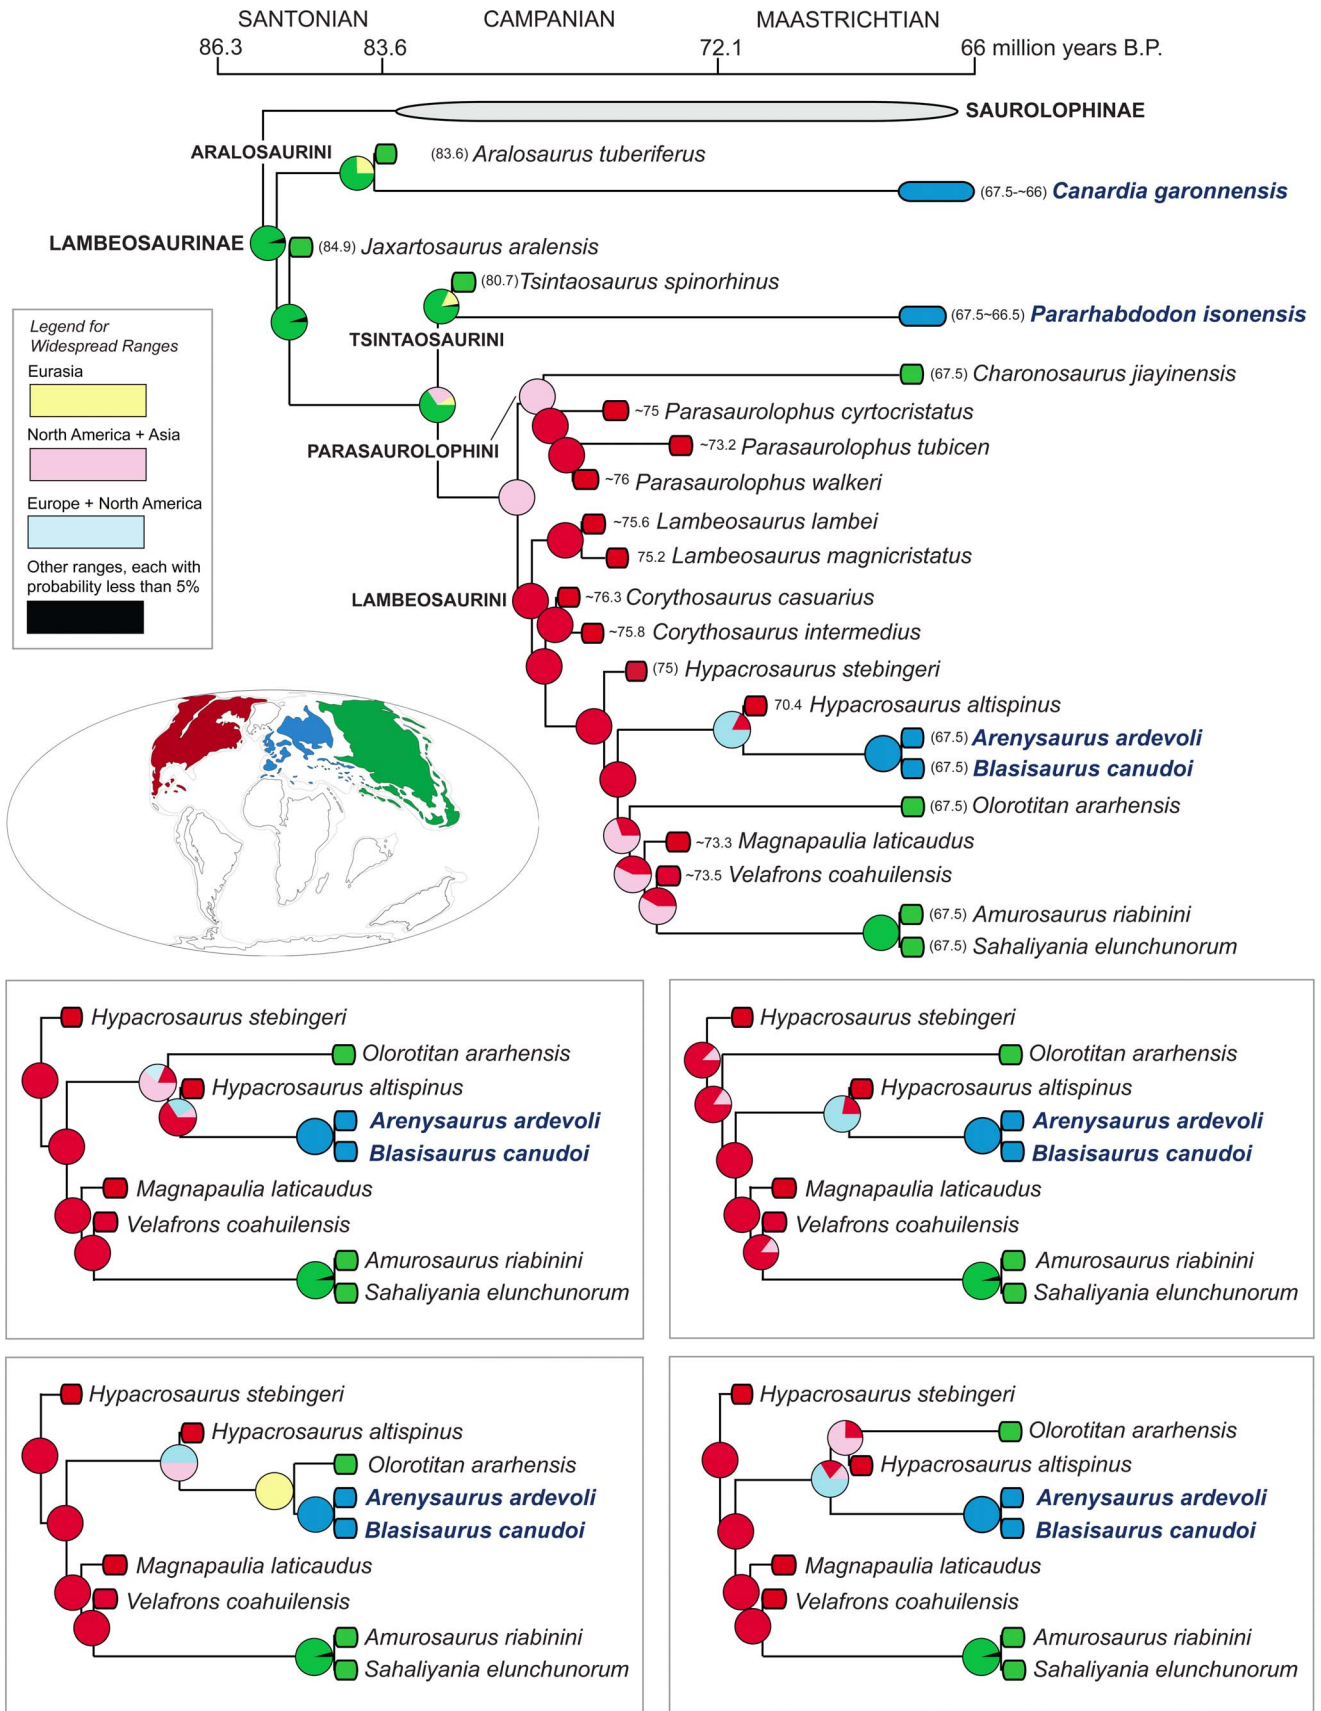 SANTONIAN CAMPANIAN MAASTRICHTIAN
86.3 83.6 72.1 66 million years B.P.
SAUROLOPHINAE
ARALOSAURINI
(83.6) Aralosaurus tuberiferus
(67.5-~66) Canardia garonnensis
LAMBEOSAURINAE
(84.9) Jaxartosaurus aralensis
(80.7) Tsintaosaurus spinorhinus
(67.5~66.5) Pararhabdodon isonensis
TSINTAOSAURINI
Legend for
Widespread Ranges
Eurasia
North America + Asia
Europe + North America
Other ranges, each with
probability less than 5%
(67.5) Charonosaurus jiayinensis
~75 Parasaurolophus cyrtocristatus
PARASAUROLOPHINI
~73.2 Parasaurolophus tubicen
~76 Parasaurolophus walkeri
~75.6 Lambeosaurus lambei
75.2 Lambeosaurus magnicristatus
LAMBEOSAURINI
~76.3 Corythosaurus casuarius
~75.8 Corythosaurus intermedius
(75) Hypacrosaurus stebingeri
70.4 Hypacrosaurus altispinus
(67.5) Arenysaurus ardevoli
(67.5) Blasisaurus canudoi
(67.5) Olorotitan ararhensis
~73.3 Magnapaulia laticaudus
~73.5 Velafrons coahuilensis
(67.5) Amurosaurus riabinini
(67.5) Sahaliyania elunchunorum
Hypacrosaurus stebingeri
Olorotitan ararhensis
Hypacrosaurus altispinus
Arenysaurus ardevoli
Blasisaurus canudoi
Magnapaulia laticaudus
Velafrons coahuilensis
Amurosaurus riabinini
Sahaliyania elunchunorum
Hypacrosaurus stebingeri
Olorotitan ararhensis
Hypacrosaurus altispinus
Arenysaurus ardevoli
Blasisaurus canudoi
Magnapaulia laticaudus
Velafrons coahuilensis
Amurosaurus riabinini
Sahaliyania elunchunorum
Hypacrosaurus stebingeri
Hypacrosaurus altispinus
Olorotitan ararhensis
Arenysaurus ardevoli
Blasisaurus canudoi
Magnapaulia laticaudus
Velafrons coahuilensis
Amurosaurus riabinini
Sahaliyania elunchunorum
Hypacrosaurus stebingeri
Olorotitan ararhensis
Hypacrosaurus altispinus
Arenysaurus ardevoli
Blasisaurus canudoi
Magnapaulia laticaudus
Velafrons coahuilensis
Amurosaurus riabinini
Sahaliyania elunchunorum